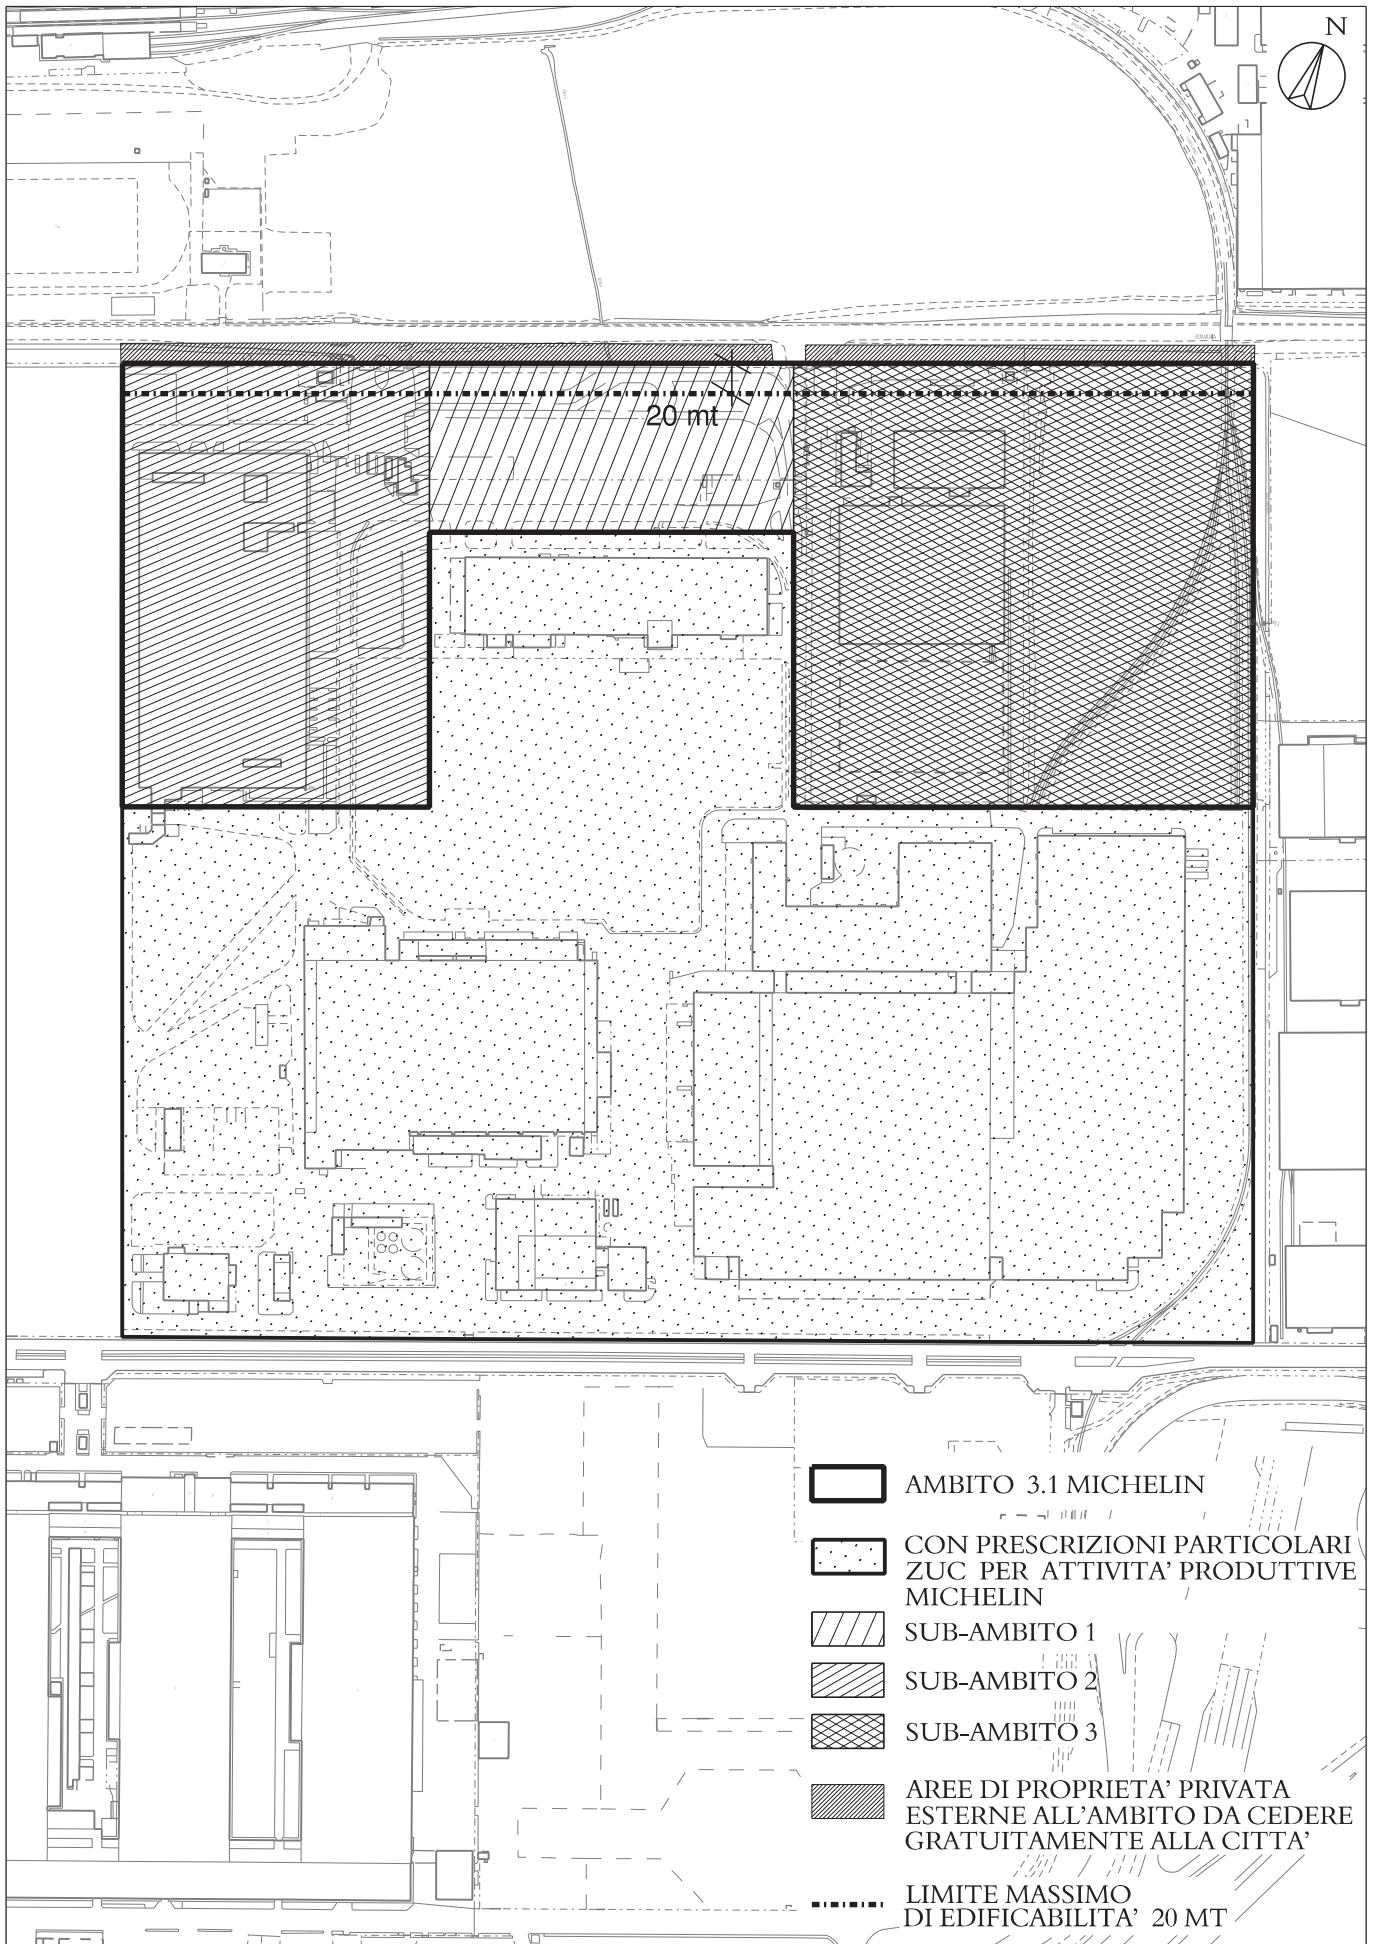 N
ROMANIA
20 mt
AMBITO 3.1 MICHELIN
CON PRESCRIZIONI PARTICOLARI
ZUC PER ATTIVITA' PRODUTTIVE
MICHELIN
SUB-AMBITO 1
SUB-AMBITO 2
SUB-AMBITO 3
AREE DI PROPRIETA' PRIVATA
ESTERNE ALL'AMBITO DA CEDERE
GRATUITAMENTE ALLA CITTA'
LIMITE MASSIMO
DI EDIFICABILITA' 20 MT